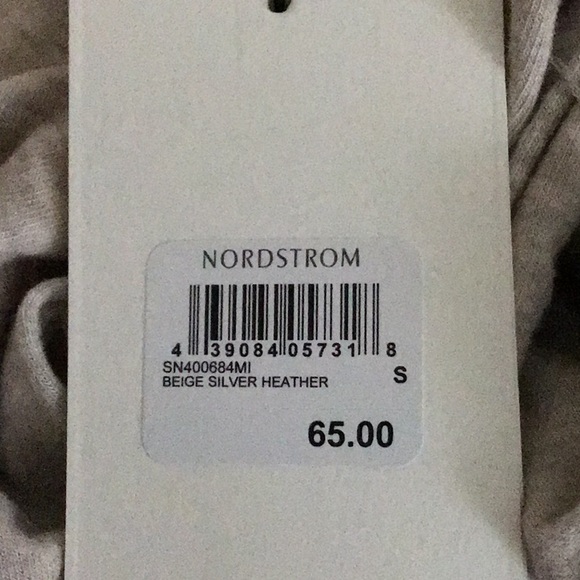 NORDSTROM
4 39084 05731 8
SN400684MI
BEIGE SILVER HEATHER S
65.00